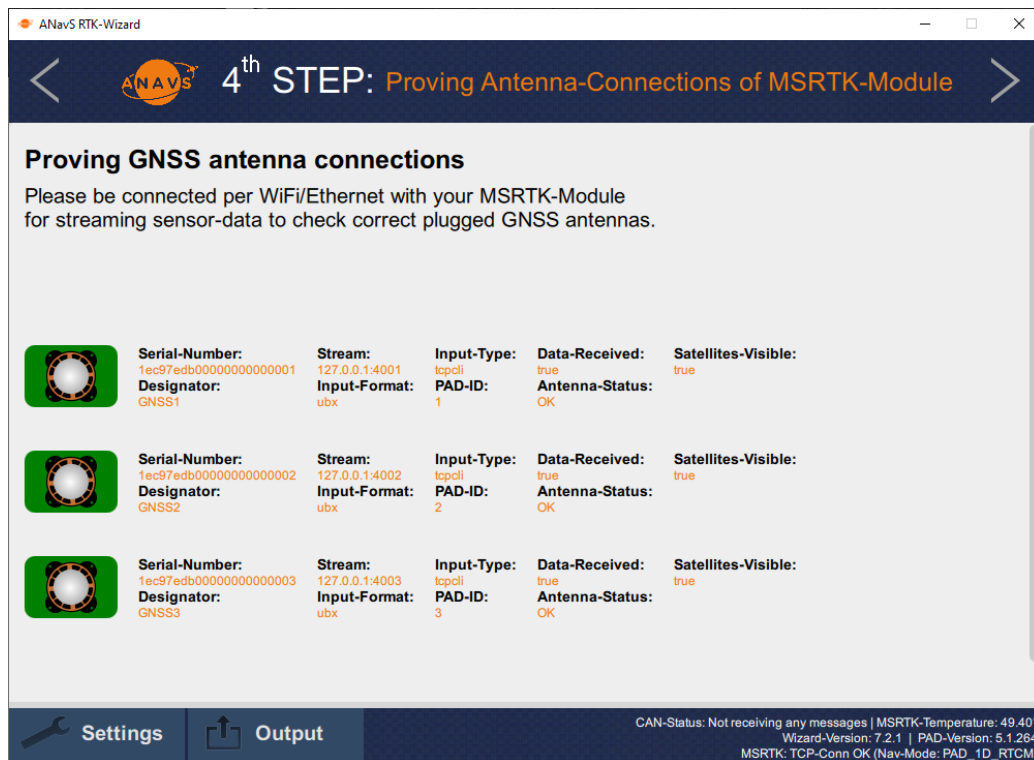 ANavS RTK-Wizard
ANAVS
4th STEP: Proving Antenna-Connections of MSRTK-Module
Proving GNSS antenna connections
Please be connected per WiFi/Ethernet with your MSRTK-Module
for streaming sensor-data to check correct plugged GNSS antennas.
Serial-Number: Stream: Input-Type: Data-Received: Satellites-Visible:
1ec97edb00000000000001 127.0.0.1:4001 tcpcli true true
Designator: Input-Format: PAD-ID: Antenna-Status:
GNSS1 ubx 1 OK
Serial-Number: Stream: Input-Type: Data-Received: Satellites-Visible:
1ec97edb00000000000002 127.0.0.1:4002 tcpcli true true
Designator: Input-Format: PAD-ID: Antenna-Status:
GNSS2 ubx 2 OK
Serial-Number: Stream: Input-Type: Data-Received: Satellites-Visible:
1ec97edb00000000000003 127.0.0.1:4003 tcpcli true true
Designator: Input-Format: PAD-ID: Antenna-Status:
GNSS3 ubx 3 OK
Settings Output
CAN-Status: Not receiving any messages | MSRTK-Temperature: 49.40
Wizard-Version: 7.2.1 | PAD-Version: 5.1.264
MSRTK: TCP-Conn OK (Nav-Mode: PAD_1D_RTCM